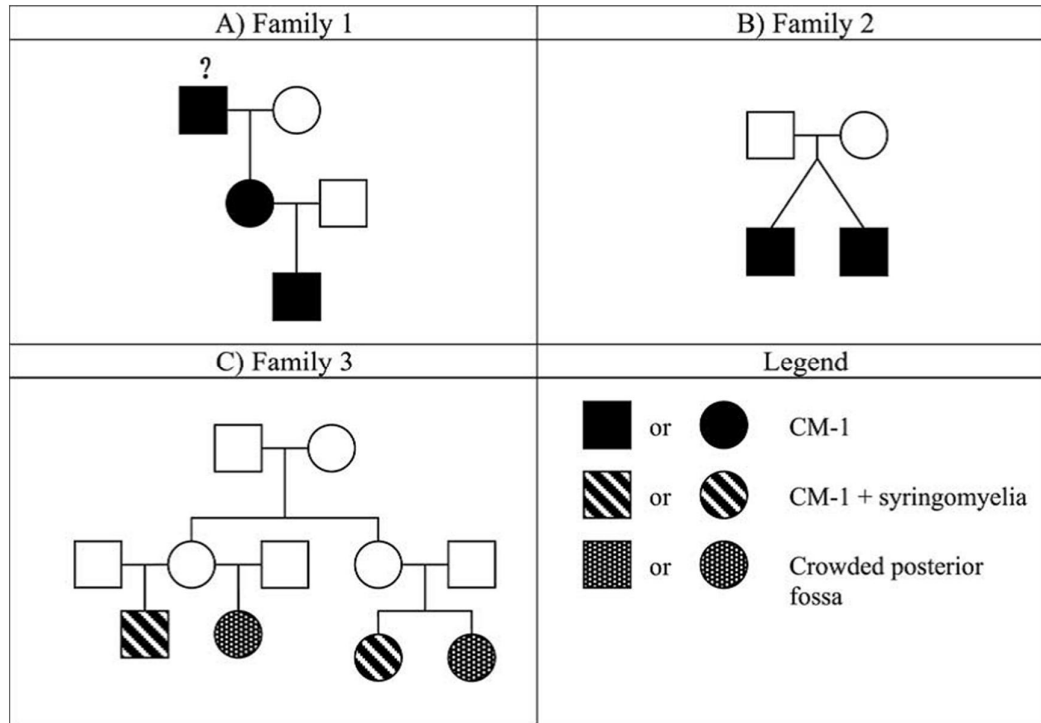 A) Family 1
B) Family 2
?
C) Family 3
Legend
or
CM-1
or
CM-1 + syringomyelia
or
Crowded posterior
fossa